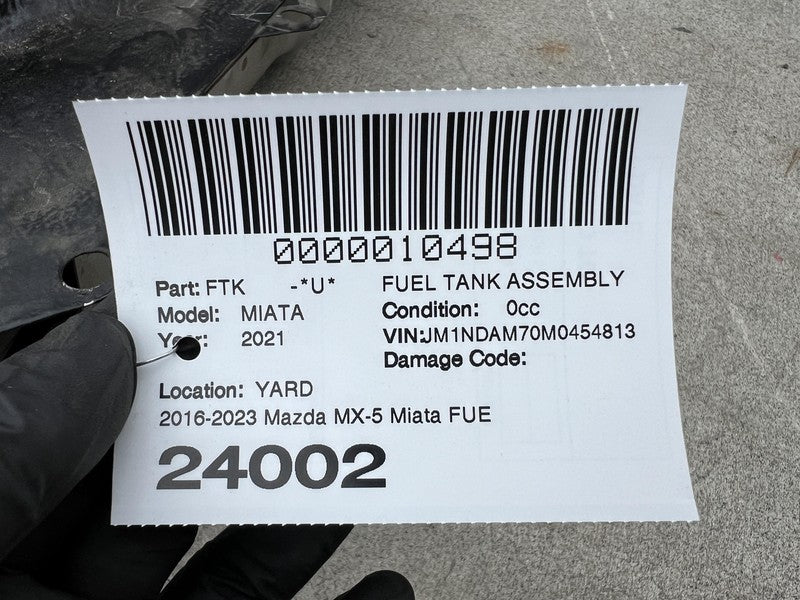 0000010498
Part: FTK -*U* FUEL TANK ASSEMBLY
Model: MIATA Condition: 0cc
Year: 2021 VIN:JM1NDAM70M0454813
Damage Code:
Location: YARD
2016-2023 Mazda MX-5 Miata FUE
24002